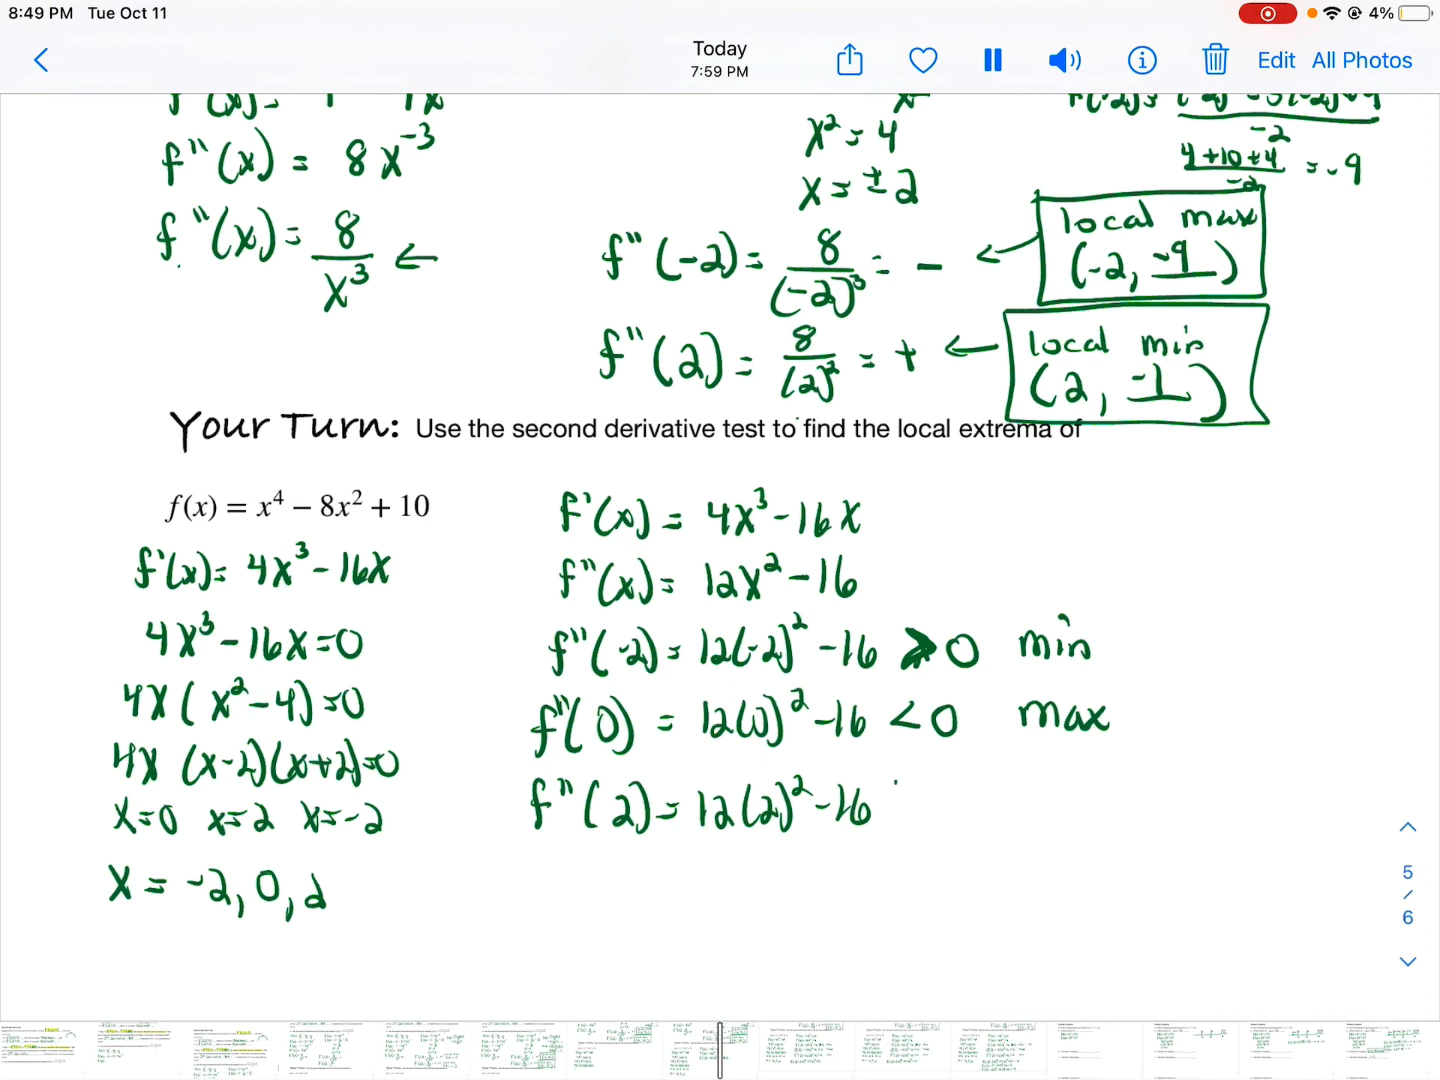 8:49 PM Tue Oct 11
4%
Today
7:59 PM
Edit All Photos
f''(x) = 8x⁻³
f''(x) = 8/x³ ←
x² = 4
x = ±2
-2
4+10+4/-2 = -9
f''(-2) = 8/(-2)³ = - ← local max (-2, -9)
f''(2) = 8/(2)³ = + ← local min (2, -1)
Your Turn: Use the second derivative test to find the local extrema of
f(x) = x⁴ − 8x² + 10
f'(x) = 4x³ - 16x
4x³ - 16x = 0
4x(x² - 4) = 0
4x (x-2)(x+2) = 0
x = 0 x = 2 x = -2
x = -2, 0, 2
f'(x) = 4x³ - 16x
f''(x) = 12x² - 16
f''(-2) = 12(-2)² - 16 > 0 min
f''(0) = 12(0)² - 16 < 0 max
f''(2) = 12(2)² - 16
5
/
6